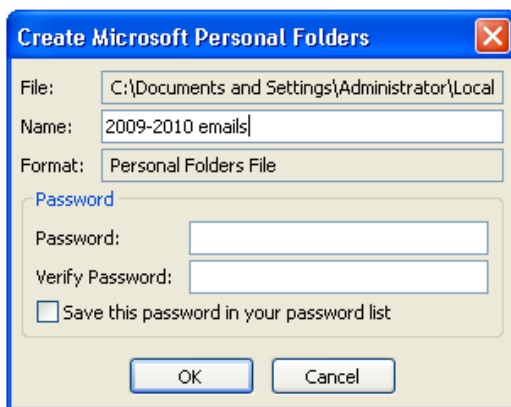 Create Microsoft Personal Folders
File: C:\Documents and Settings\Administrator\Local
Name: 2009-2010 emails
Format: Personal Folders File
Password
Password:
Verify Password:
Save this password in your password list
OK Cancel